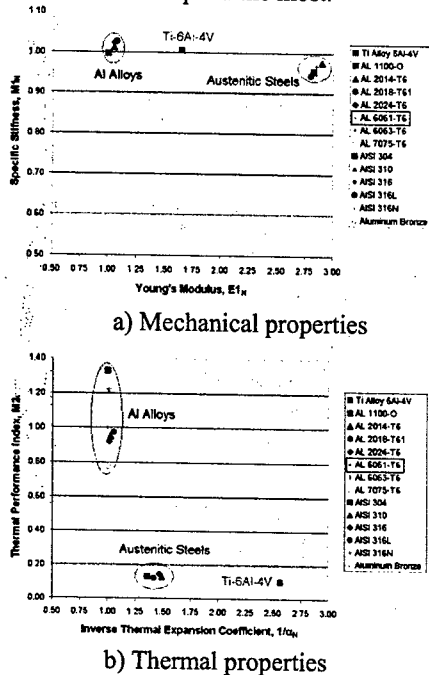 1.10
1.00
0.90
0.80
0.70
0.60
0.50
Specific Stiffness,
Ti-6Al-4V
Al Alloys
Austenitic Steels
0.50 1.00 1.25 1.50 1.75 2.00 2.25 2.50 2.75 3.00
Young's Modulus, E1N
Ti Alloy 6Al-4V
AL 1100-O
AL 2014-T6
AL 2018-T61
AL 2024-T6
AL 6061-T6
AL 6063-T6
AL 7075-T6
AISI 304
AISI 310
AISI 316
AISI 316L
AISI 316N
Aluminum Bronze
a) Mechanical properties
1.40
1.20
1.00
0.80
0.60
0.40
0.20
0.00
Thermal Performance Index,
Al Alloys
Austenitic Steels
Ti-6Al-4V
0.50 0.75 1.00 1.25 1.50 1.75 2.00 2.25 2.50 2.75 3.00
Inverse Thermal Expansion Coefficient, 1/αN
Ti Alloy 6Al-4V
AL 1100-O
AL 2014-T6
AL 2018-T61
AL 2024-T6
AL 6061-T6
AL 6063-T6
AL 7075-T6
AISI 304
AISI 310
AISI 316
AISI 316L
AISI 316N
Aluminum Bronze
b) Thermal properties